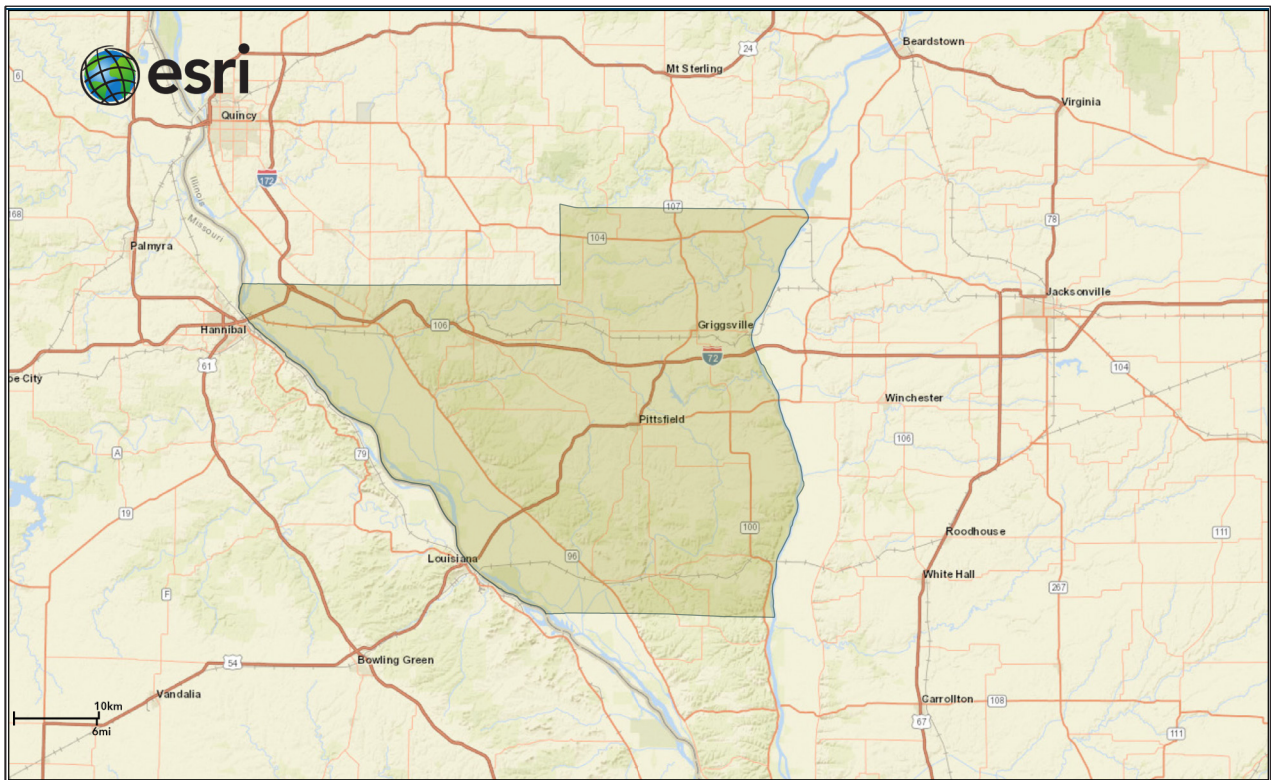 esri
Beardstown
24
Mt Sterling
6
Virginia
Quincy
172
Illinois
Missouri
107
168
78
104
Palmyra
Jacksonville
Hannibal
106
Griggsville
72
61
104
Winchester
Pittsfield
106
A
79
19
100
111
Roodhouse
96
Louisiana
White Hall
267
F
54
Bowling Green
Vandalia
Carrollton
108
10km
6mi
67
111